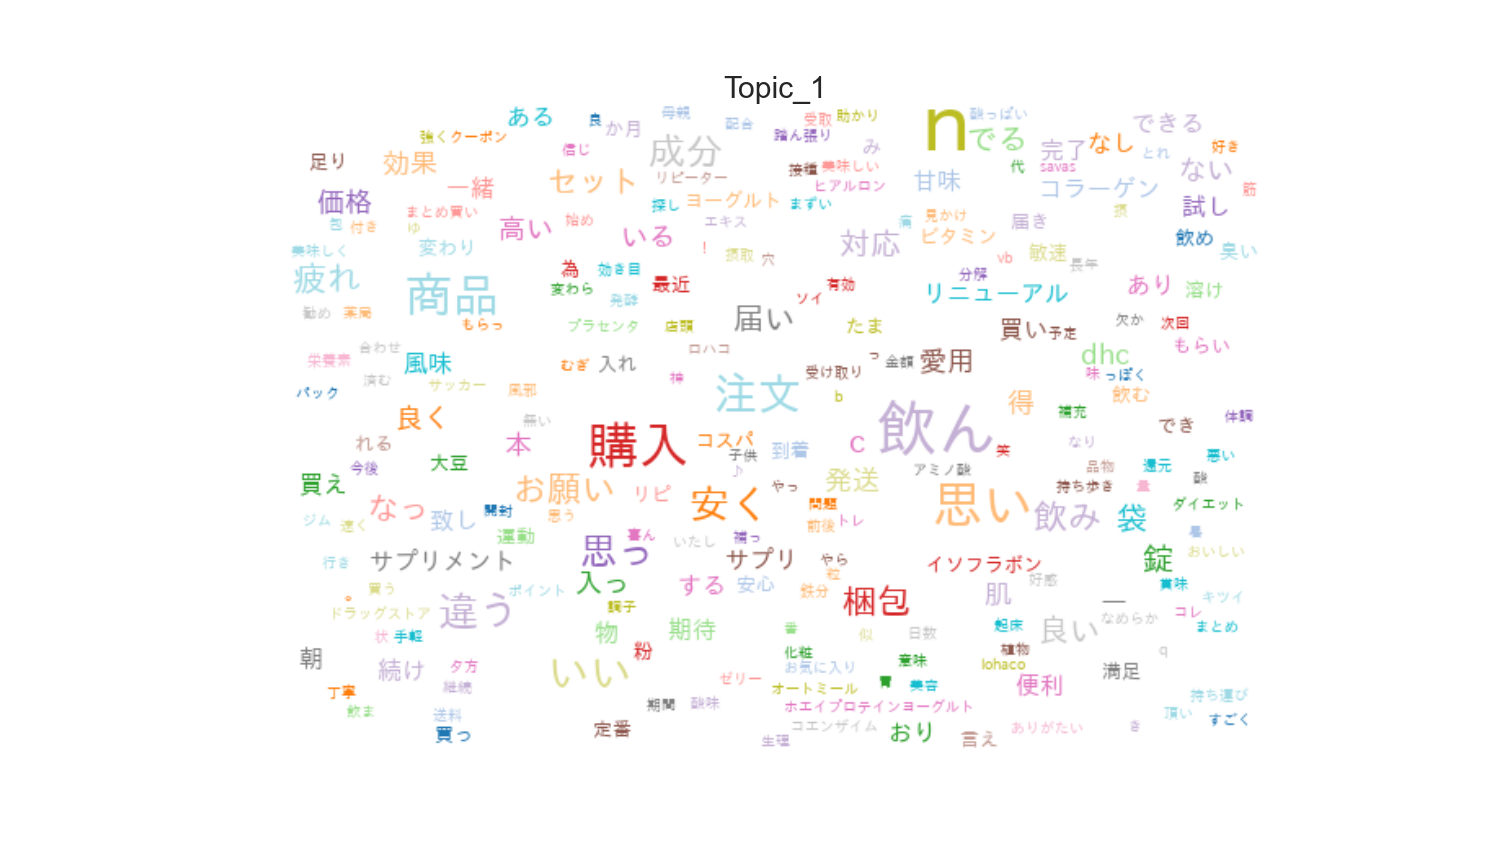 Topic_1
ある 良 か月 母親 配合 受取 助かり n 酸っぱい できる
強く クーポン 信じ 成分 踏ん張り み でる 完了 なし とれ 好き
足り 効果 一緒 セット リピーター 接種 美味しい ヒアルロン 甘味 代 savas コラーゲン ない 筋
価格 まとめ買い 高い 始め 探し ヨーグルト まずい 見かけ 届き 摂 試し
包 付き ゆ いる エキス 対応 痛 ビタミン 飲め
美味しく 変わり ! 摂取 穴 敏速 臭い
疲れ 商品 為 効き目 最近 有効 分解 vb 長年 あり 溶け
変わら 発酵 ソイ リニューアル
勧め 薬局 もらっ プラセンタ 店頭 届い たま 買い 予定 欠か 次回
栄養素 合わせ 風味 むぎ 入れ ロハコ 受け取り っ 金額 愛用 dhc もらい
パック 済む サッカー 風邪 神 注文 b 得 味 っぽく 飲む
良く 無い 飲ん 補充 でき 体調
れる 本 購入 コスパ 子供 到着 c 笑 なり
今後 大豆 ♪ アミノ酸 品物 還元 悪い
買え お願い リピ 安く やっ 発送 思い 持ち歩き 量 酸
なっ 致し 開封 思う 問題 飲み 袋 ダイエット
ジム 速く 運動 喜ん 前後 トレ 暑
行き サプリメント 思っ いたし 補っ サプリ やら イソフラボン 錠 おいしい
買う ポイント 入っ する 安心 粒 鉄分 梱包 肌 好感 賞味 キツイ
。 ドラッグストア 違う 調子 ー なめらか コレ
状 手軽 物 期待 番 似 日数 起床 良い まとめ
朝 続け 夕方 粉 化粧 お気に入り 意味 植物 lohaco 満足 q
丁寧 継続 いい ゼリー オートミール 胃 美容 便利 持ち運び
飲ま 送料 期間 酸味 ホエイプロテインヨーグルト 頂い すごく
買っ 定番 生理 コエンザイム おり 言え ありがたい き